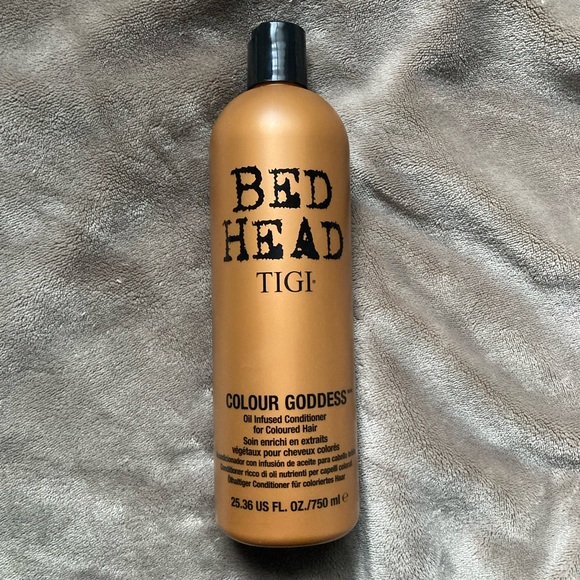 BED
HEAD
TIGI®
COLOUR GODDESS™
Oil Infused Conditioner
for Coloured Hair
Soin enrichi en extraits
végétaux pour cheveux colorés
con infusión de aceite para cabello
Conditioner ricco di oli nutrienti per capelli colorati
Ölhaltiger Conditioner für coloriertes Haar
25.36 US FL. OZ./750 ml ℮